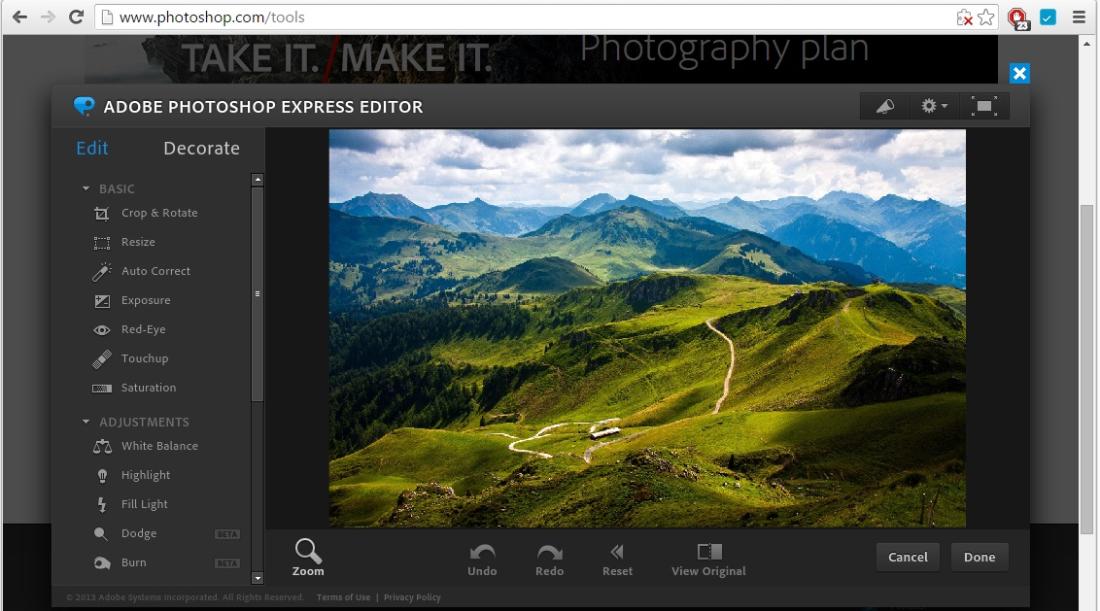 www.photoshop.com/tools
23
TAKE IT. / MAKE IT.
Photography plan
ADOBE PHOTOSHOP EXPRESS EDITOR
Edit
Decorate
BASIC
Crop & Rotate
Resize
Auto Correct
Exposure
Red-Eye
Touchup
Saturation
ADJUSTMENTS
White Balance
Highlight
Fill Light
Dodge BETA
Burn BETA
Zoom
Undo
Redo
Reset
View Original
Cancel
Done
© 2013 Adobe Systems Incorporated. All Rights Reserved. Terms of Use | Privacy Policy